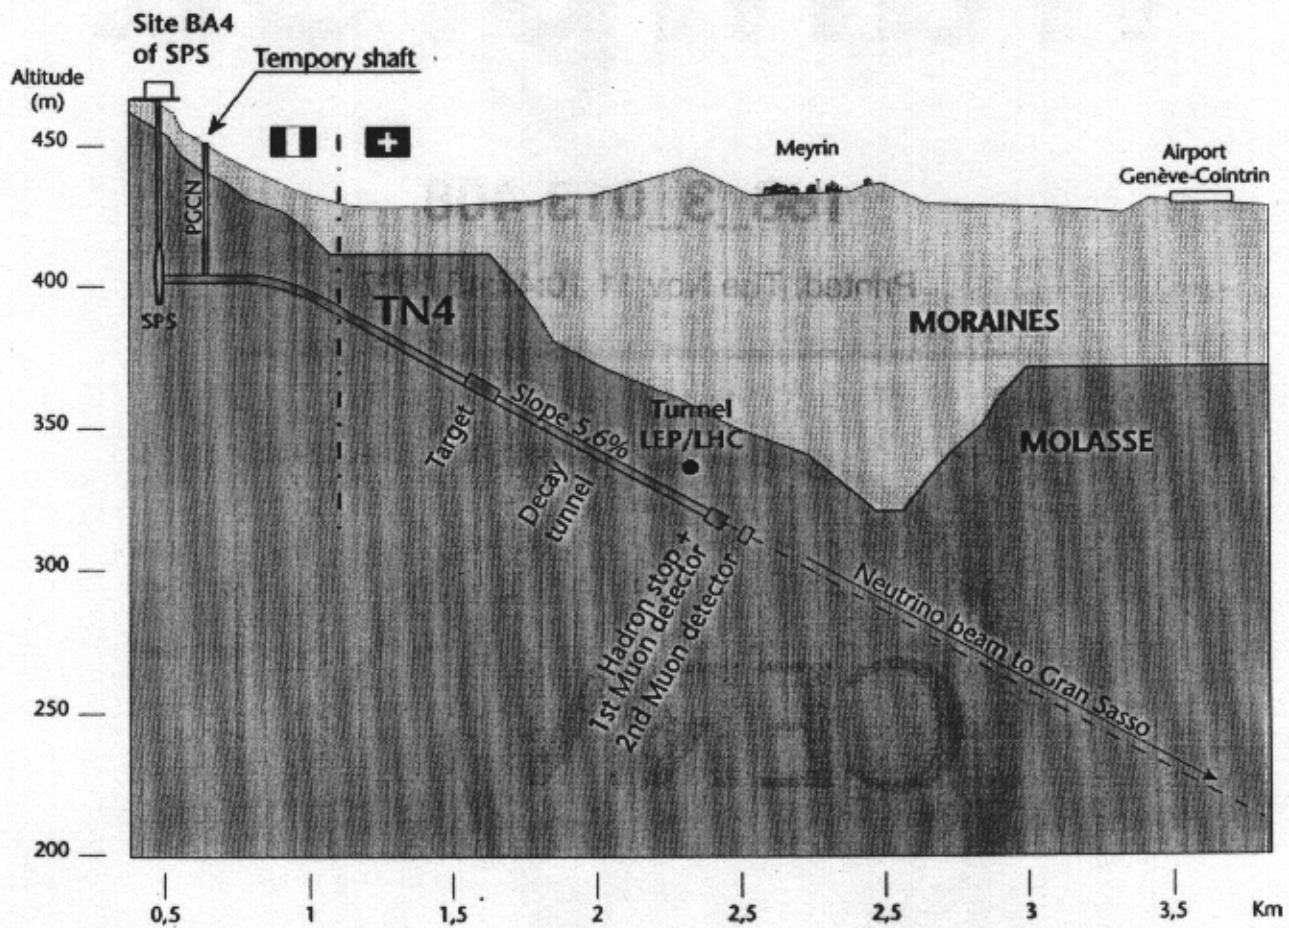 Site BA4
of SPS
Tempory shaft
Altitude
(m)
450
400
350
300
250
200
PGCN
SPS
TN4
Meyrin
Airport
Genève-Cointrin
MORAINES
MOLASSE
Target
Slope 5,6%
Decay
tunnel
Tunnel
LEP/LHC
Hadron stop +
1st Muon detector
2nd Muon detector
Neutrino beam to Gran Sasso
0,5
1
1,5
2
2,5
2,5
3
3,5
Km